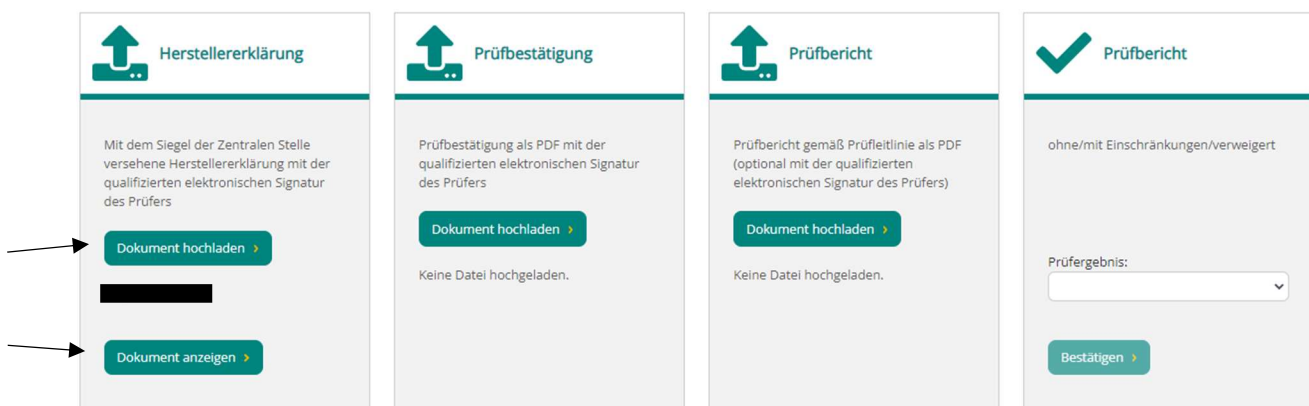 Herstellererklärung
Mit dem Siegel der Zentralen Stelle
versehene Herstellererklärung mit der
qualifizierten elektronischen Signatur
des Prüfers
Dokument hochladen ›
Dokument anzeigen ›
Prüfbestätigung
Prüfbestätigung als PDF mit der
qualifizierten elektronischen Signatur
des Prüfers
Dokument hochladen ›
Keine Datei hochgeladen.
Prüfbericht
Prüfbericht gemäß Prüfleitlinie als PDF
(optional mit der qualifizierten
elektronischen Signatur des Prüfers)
Dokument hochladen ›
Keine Datei hochgeladen.
Prüfbericht
ohne/mit Einschränkungen/verweigert
Prüfergebnis:
Bestätigen ›